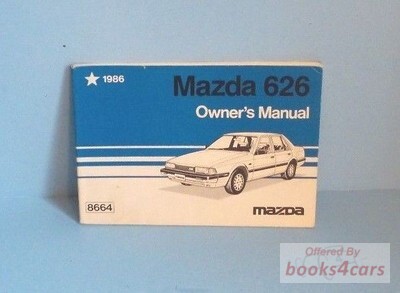 ★ 1986
Mazda 626
Owner's Manual
8664
mazda
Offered By
books4cars